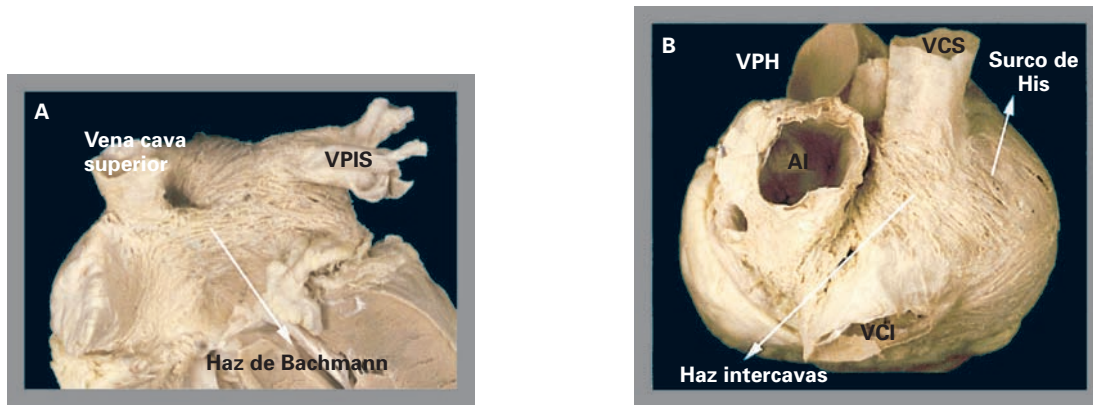 A
Vena cava
superior
VPIS
Haz de Bachmann
B
VPH
VCS
Surco de
His
AI
VCI
Haz intercavas